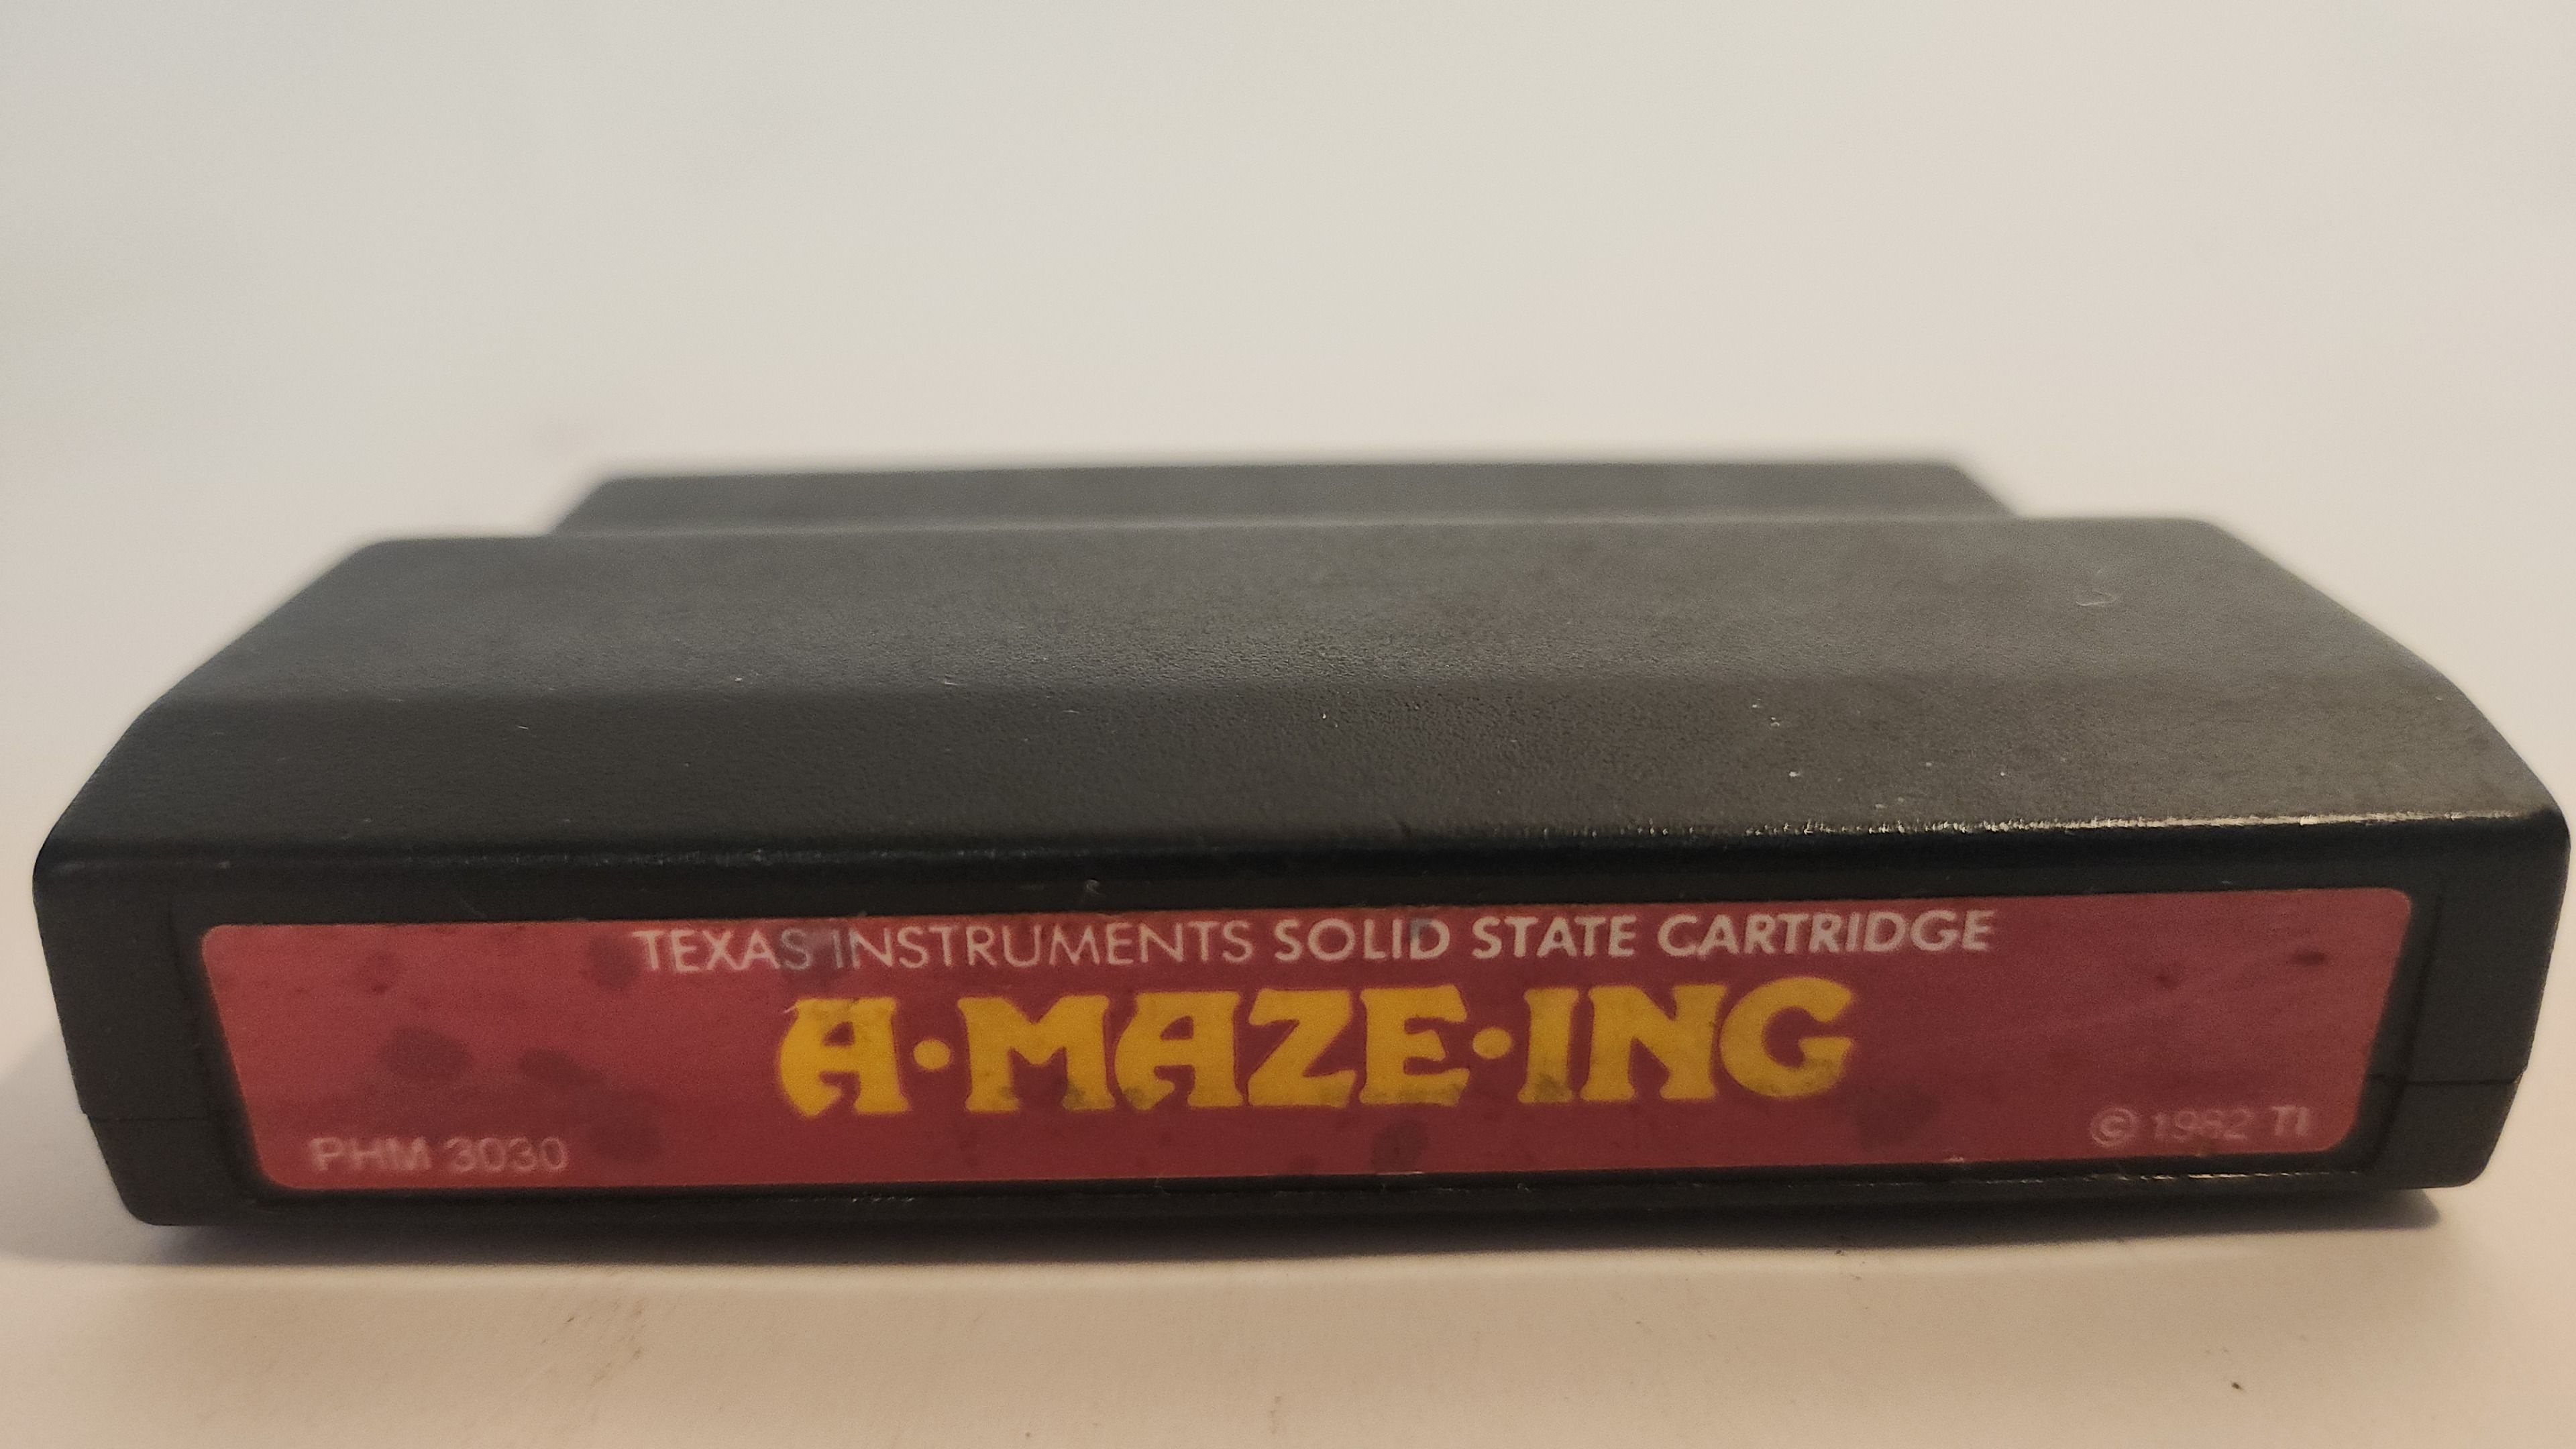 TEXAS INSTRUMENTS SOLID STATE CARTRIDGE
A·MAZE·ING
PHM 3030
© 1982 TI